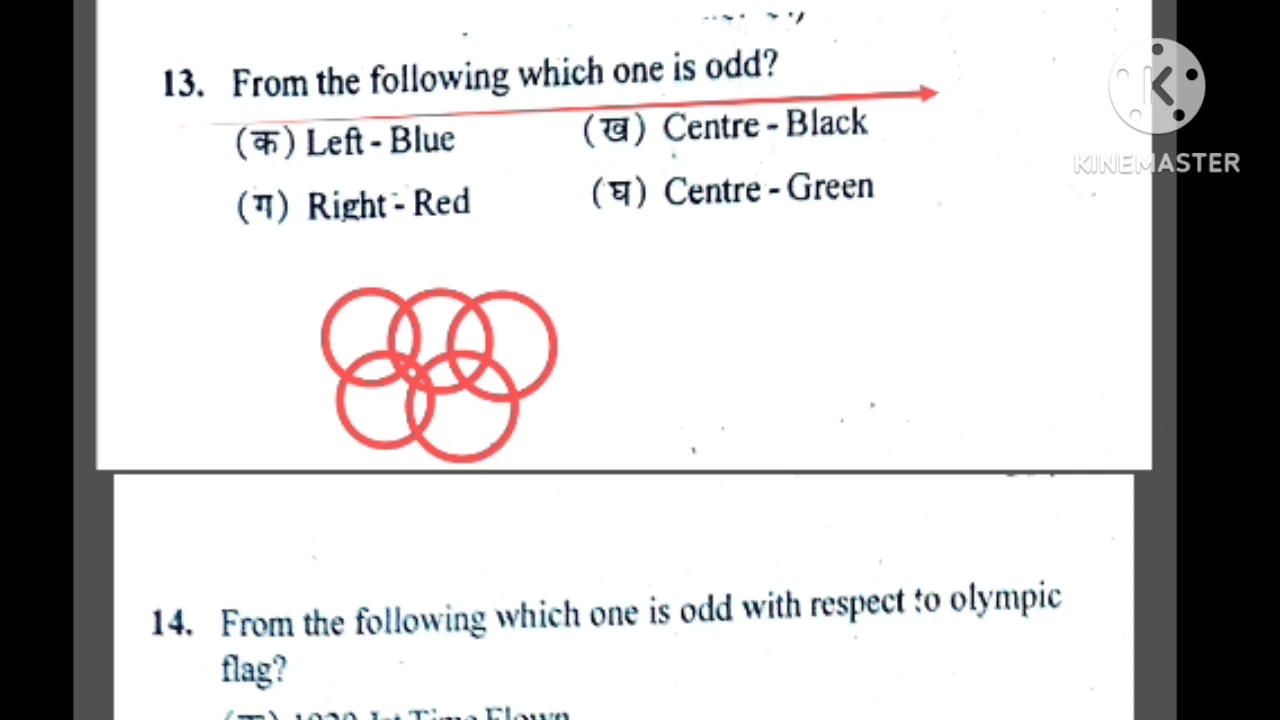 13. From the following which one is odd?
(क) Left - Blue (ख) Centre - Black
(ग) Right - Red (घ) Centre - Green
KINEMASTER
14. From the following which one is odd with respect to olympic
flag?